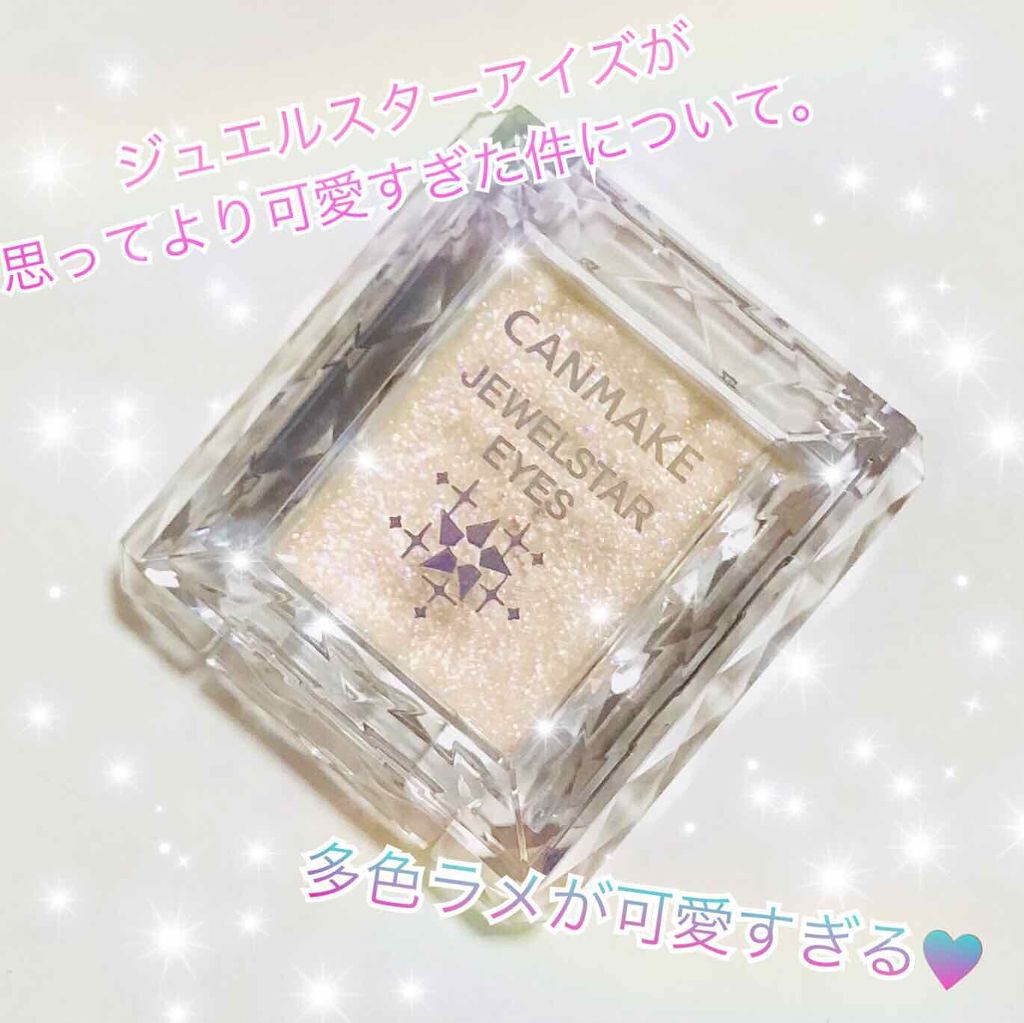 ジュエルスターアイズが
思ってより可愛すぎた件について。
CANMAKE
JEWELSTAR
EYES
多色ラメが可愛すぎる♥